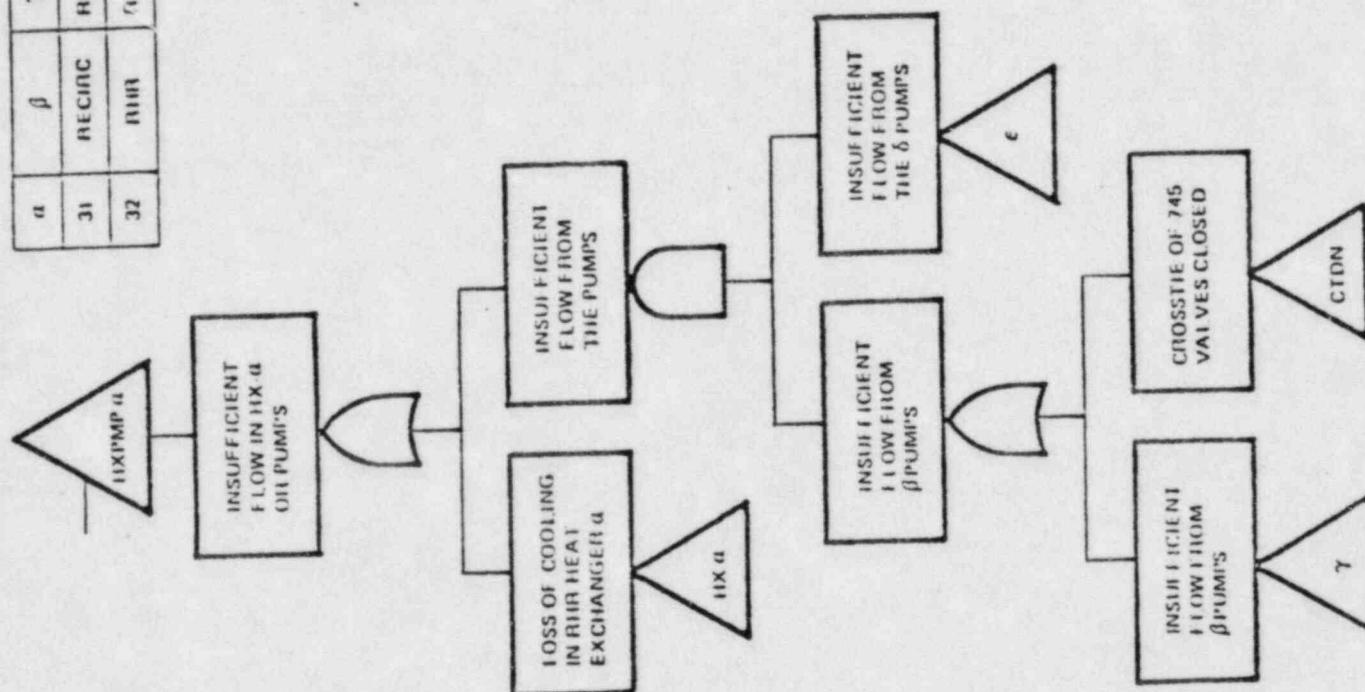 α β
31 RECIRC
32 RHR
HXPMP α
INSUFFICIENT
FLOW IN HX-α
OR PUMPS
LOSS OF COOLING
IN RHR HEAT
EXCHANGER α
HX α
INSUFFICIENT
FLOW FROM
THE PUMPS
INSUFFICIENT
FLOW FROM
β PUMPS
INSUFFICIENT
FLOW FROM
THE δ PUMPS
ε
INSUFFICIENT
FLOW FROM
β PUMPS
γ
CROSSTIE OF 745
VALVES CLOSED
CTDN